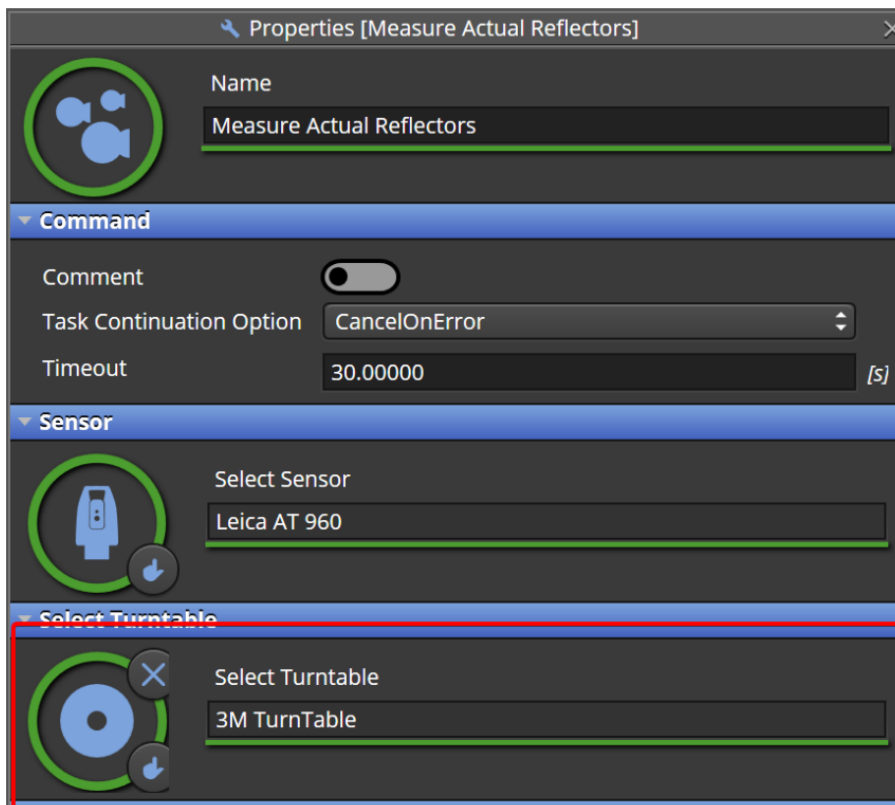 Properties [Measure Actual Reflectors]
Name
Measure Actual Reflectors
Command
Comment
Task Continuation Option CancelOnError
Timeout 30.00000 [s]
Sensor
Select Sensor
Leica AT 960
Select Turntable
Select Turntable
3M TurnTable